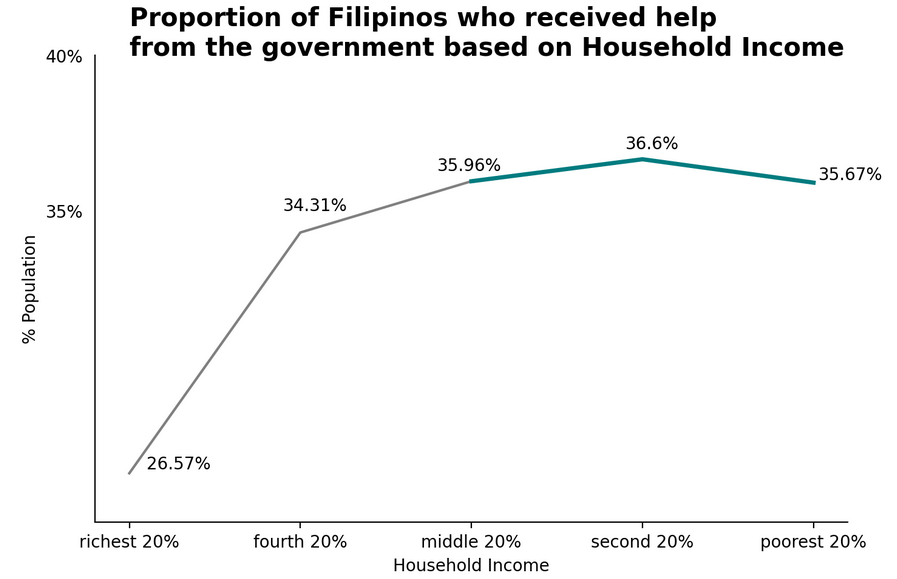 Proportion of Filipinos who received help
from the government based on Household Income
40%
35%
% Population
26.57%
34.31%
35.96%
36.6%
35.67%
richest 20%
fourth 20%
middle 20%
second 20%
poorest 20%
Household Income